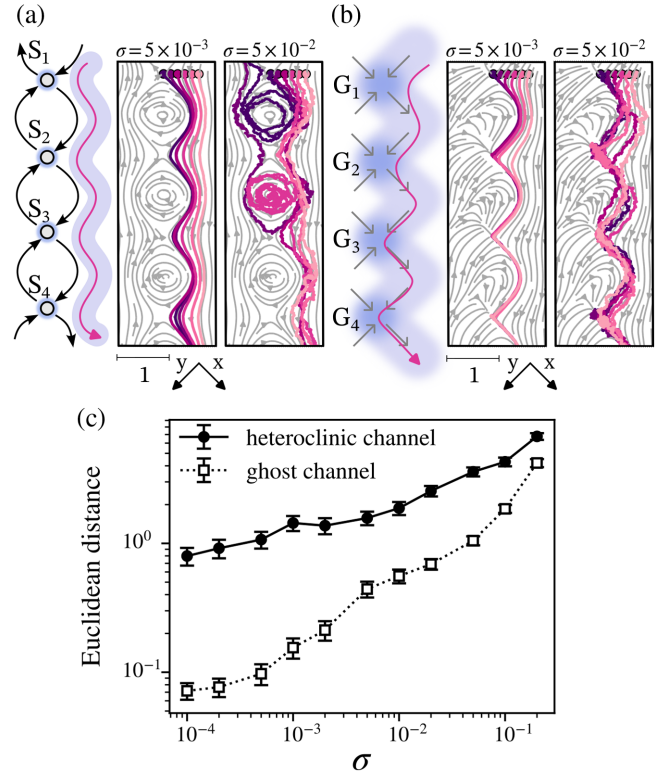 (a)
S1
S2
S3
S4
σ = 5 × 10⁻³
σ = 5 × 10⁻²
1
y
x
(b)
G1
G2
G3
G4
σ = 5 × 10⁻³
σ = 5 × 10⁻²
1
y
x
(c)
heteroclinic channel
ghost channel
Euclidean distance
10⁰
10⁻¹
10⁻⁴
10⁻³
10⁻²
10⁻¹
σ